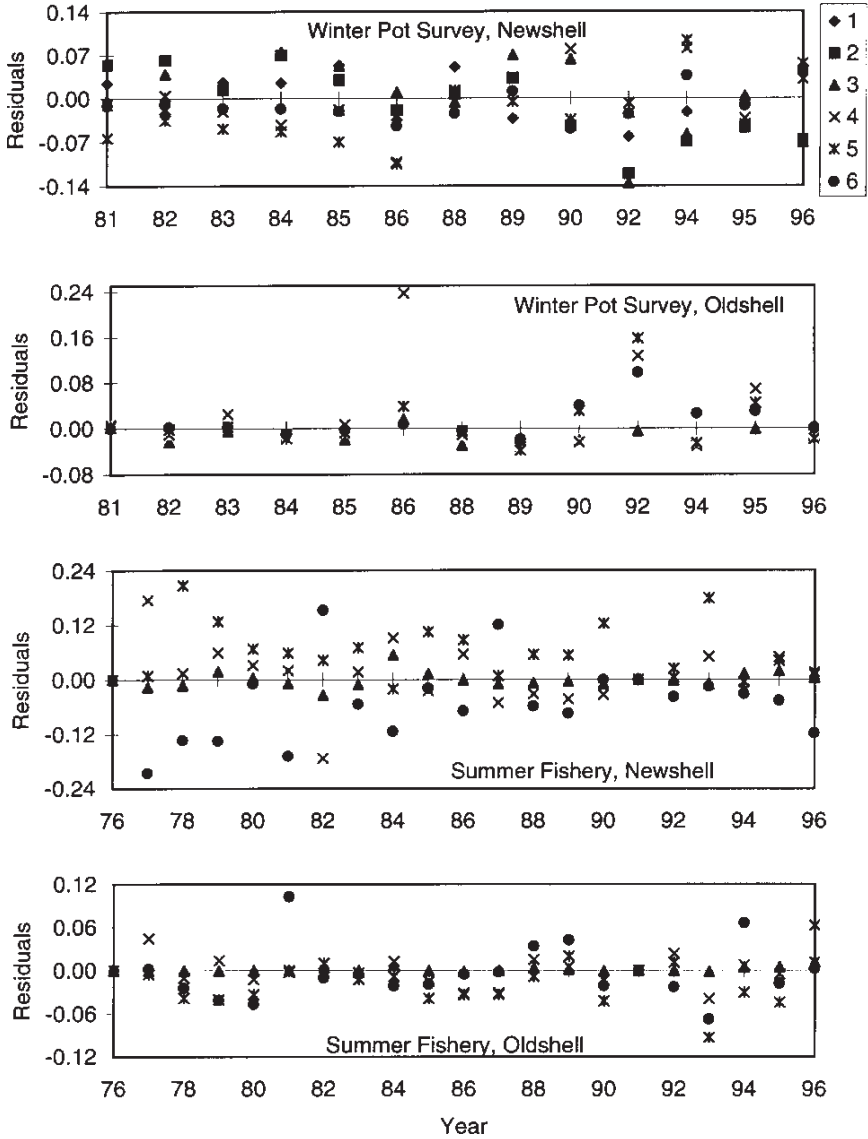 Winter Pot Survey, Newshell
0.14
0.07
0.00
-0.07
-0.14
Residuals
81 82 83 84 85 86 88 89 90 92 94 95 96
1
2
3
4
5
6
Winter Pot Survey, Oldshell
0.24
0.16
0.08
0.00
-0.08
Residuals
81 82 83 84 85 86 88 89 90 92 94 95 96
0.24
0.12
0.00
-0.12
-0.24
Residuals
Summer Fishery, Newshell
76 78 80 82 84 86 88 90 92 94 96
0.12
0.06
0.00
-0.06
-0.12
Residuals
Summer Fishery, Oldshell
76 78 80 82 84 86 88 90 92 94 96
Year